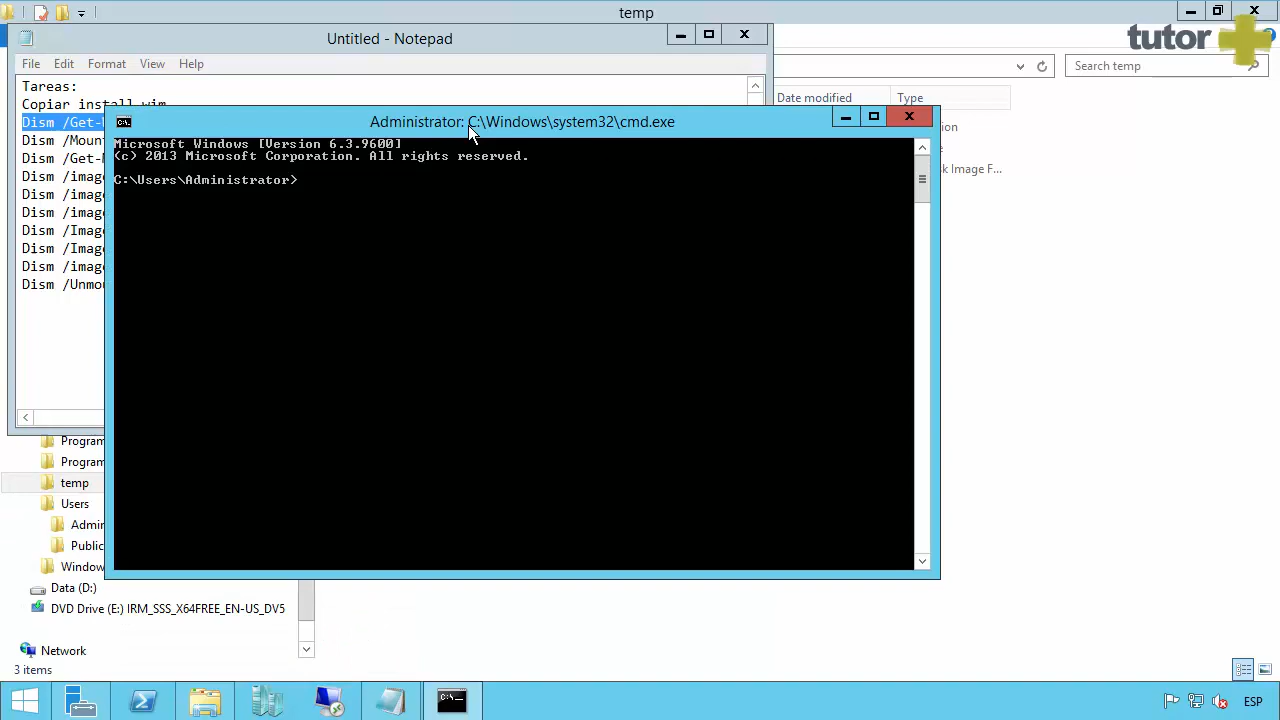 temp
tutor
Untitled - Notepad
File Edit Format View Help
Search temp
Tareas:
Copiar install.wim
Date modified Type
Dism /Get-
Dism /Mount
Dism /Get-
Dism /image
Dism /image
Dism /image
Dism /Image
Dism /Image
Dism /image
Dism /Unmou
Administrator: C:\Windows\system32\cmd.exe
Microsoft Windows [Version 6.3.9600]
(c) 2013 Microsoft Corporation. All rights reserved.
C:\Users\Administrator>
sk Image F...
Program
Program
temp
Users
Admin
Public
Window
Data (D:)
DVD Drive (E:) IRM_SSS_X64FREE_EN-US_DV5
Network
3 items
ESP